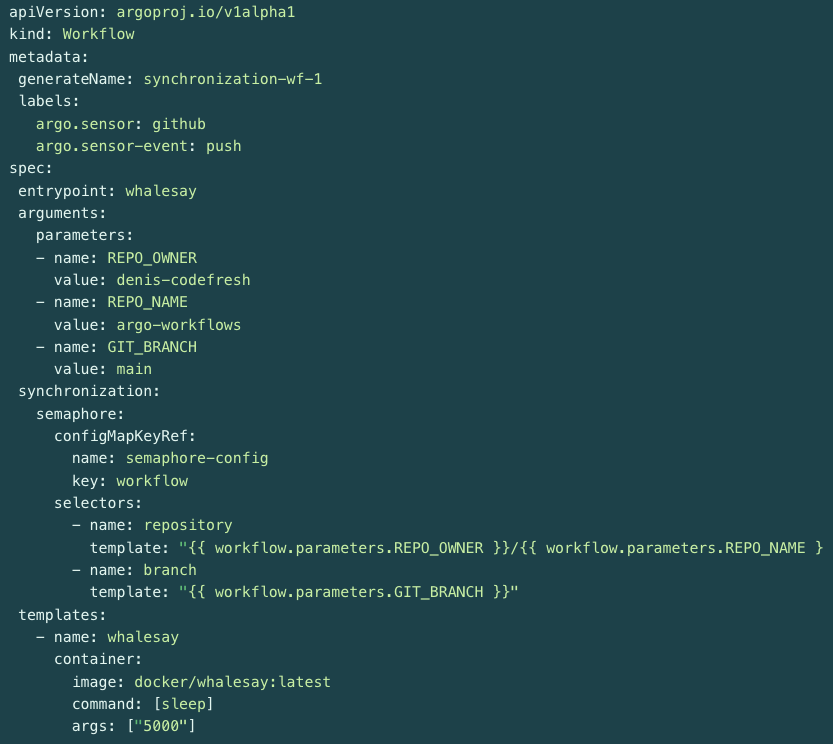 apiVersion: argoproj.io/v1alpha1
kind: Workflow
metadata:
 generateName: synchronization-wf-1
 labels:
   argo.sensor: github
   argo.sensor-event: push
spec:
 entrypoint: whalesay
 arguments:
   parameters:
   - name: REPO_OWNER
     value: denis-codefresh
   - name: REPO_NAME
     value: argo-workflows
   - name: GIT_BRANCH
     value: main
 synchronization:
   semaphore:
     configMapKeyRef:
       name: semaphore-config
       key: workflow
     selectors:
       - name: repository
         template: "{{ workflow.parameters.REPO_OWNER }}/{{ workflow.parameters.REPO_NAME }
       - name: branch
         template: "{{ workflow.parameters.GIT_BRANCH }}"
 templates:
   - name: whalesay
     container:
       image: docker/whalesay:latest
       command: [sleep]
       args: ["5000"]